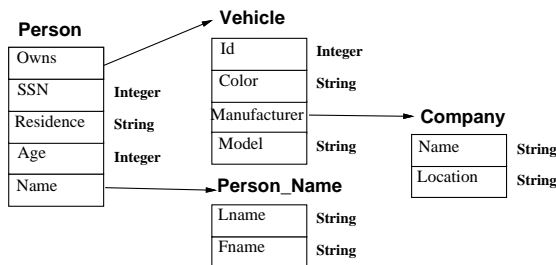 Person
Owns
SSN Integer
Residence String
Age Integer
Name
Vehicle
Id Integer
Color String
Manufacturer
Model String
Company
Name String
Location String
Person_Name
Lname String
Fname String